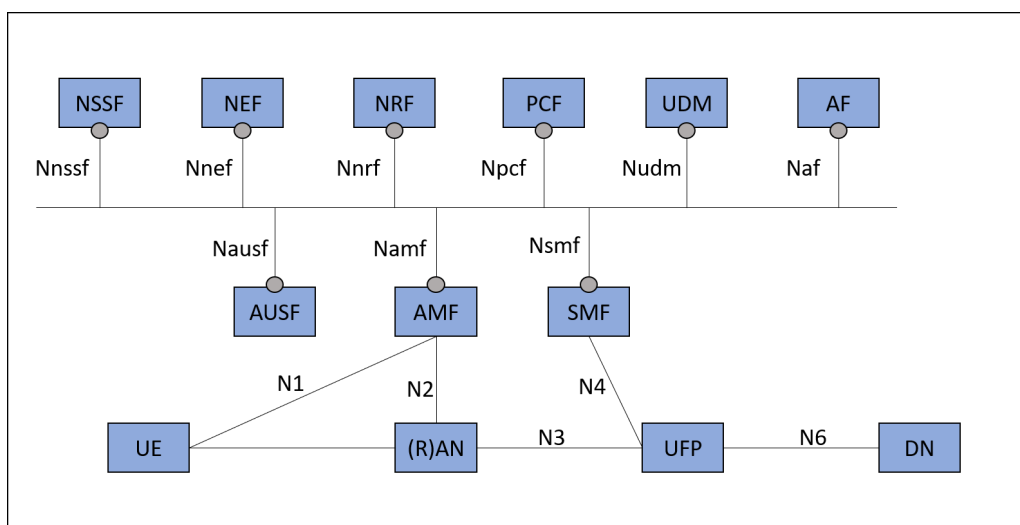 NSSF NEF NRF PCF UDM AF
Nnssf Nnef Nnrf Npcf Nudm Naf
Nausf Namf Nsmf
AUSF AMF SMF
N1 N2 N4
UE (R)AN N3 UFP N6 DN